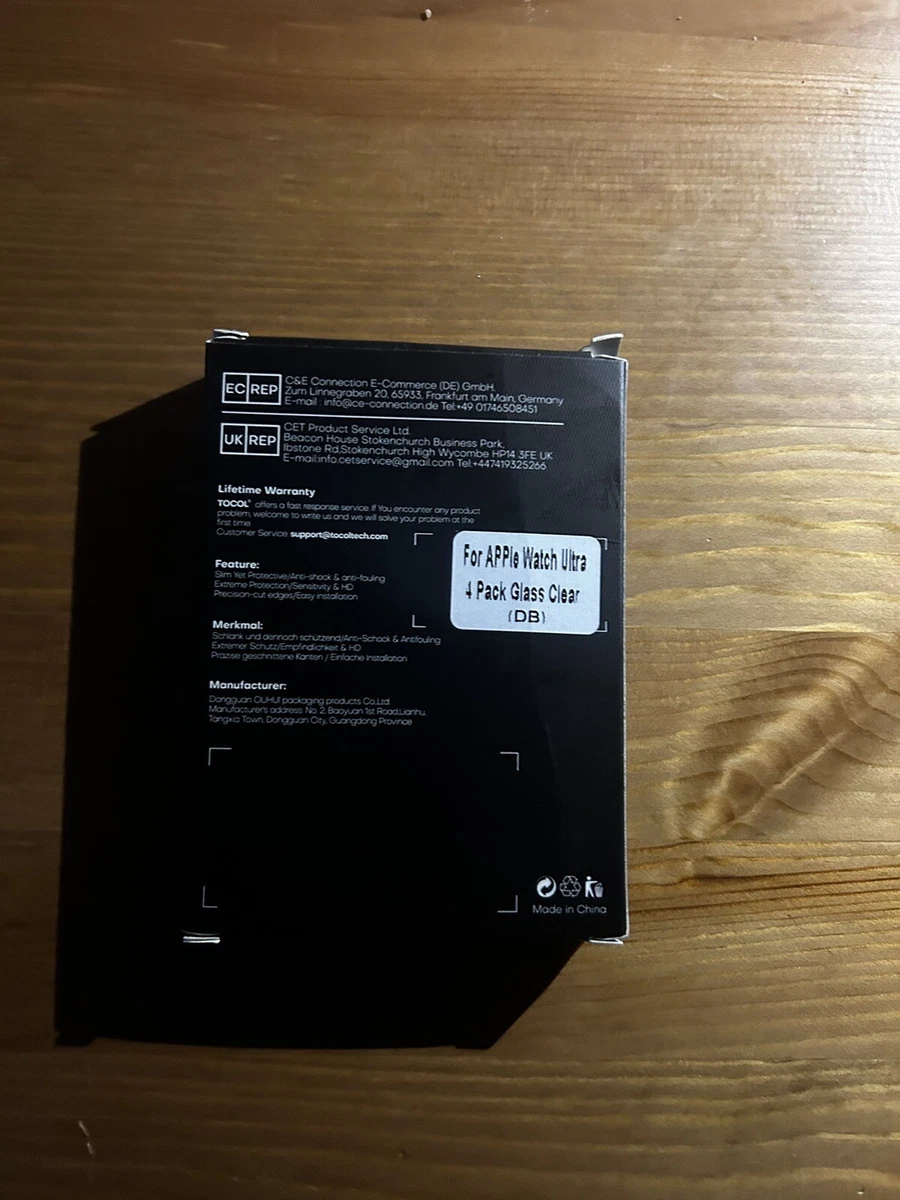 EC REP
C&E Connection E-Commerce (DE) GmbH.
Zum Linnegraben 20, 65933, Frankfurt am Main, Germany
E-mail : info@ce-connection.de Tel:+49 01746508451
UK REP
CET Product Service Ltd.
Beacon House Stokenchurch Business Park,
Ibstone Rd,Stokenchurch High Wycombe HP14 3FE UK
E-mail:info.cetservice@gmail.com Tel:+447419325266
Lifetime Warranty
TOCOL® offers a fast response service. If You encounter any product
problem, welcome to write us and we will solve your problem at the
first time.
Customer Service: support@tocoltech.com
Feature:
Slim Yet Protective/Anti-shock & anti-fouling
Extreme Protection/Sensitivity & HD
Precision-cut edges/Easy installation
For APPle Watch Ultra
4 Pack Glass Clear
(DB)
Merkmal:
Schlank und dennoch schützend/Anti-Schock & Antifouling
Extremer Schutz/Empfindlichkeit & HD
Präzise geschnittene Kanten / Einfache Installation
Manufacturer:
Dongguan OUHUI packaging products Co.,Ltd.
Manufacturer's address: No. 2, Baoyuan 1st Road,Lianhu,
Tangxia Town, Dongguan City, Guangdong Province
Made in China